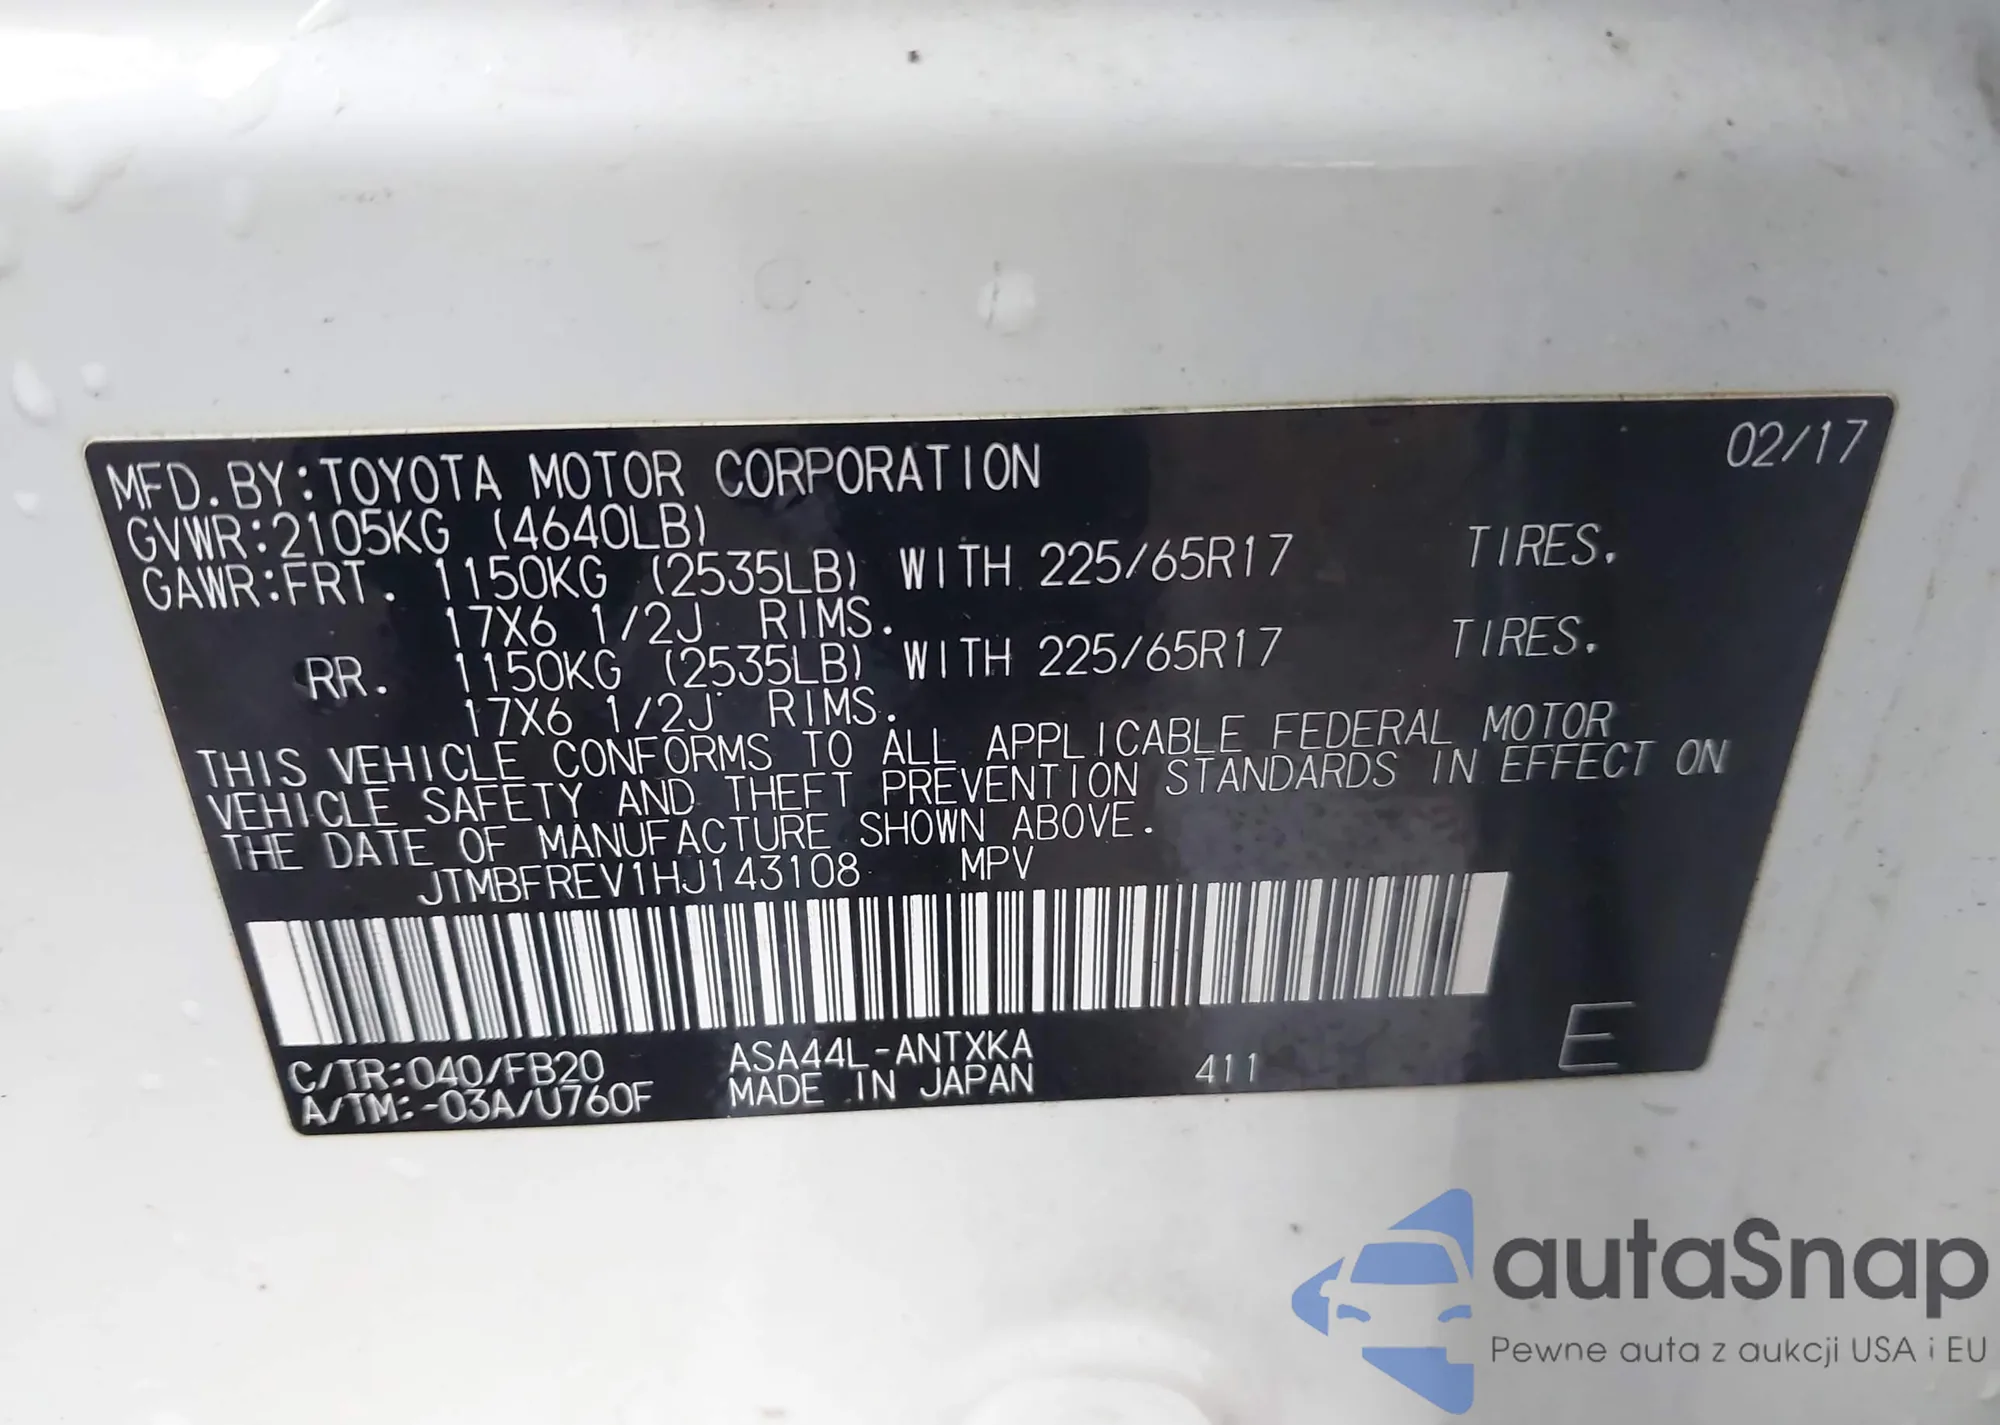 02/17
MFD.BY:TOYOTA MOTOR CORPORATION
GVWR:2105KG (4640LB)
GAWR:FRT. 1150KG (2535LB) WITH 225/65R17 TIRES.
17X6 1/2J RIMS.
RR. 1150KG (2535LB) WITH 225/65R17 TIRES.
17X6 1/2J RIMS.
THIS VEHICLE CONFORMS TO ALL APPLICABLE FEDERAL MOTOR
VEHICLE SAFETY AND THEFT PREVENTION STANDARDS IN EFFECT ON
THE DATE OF MANUFACTURE SHOWN ABOVE.
JTMBFREV1HJ143108 MPV
C/TR:040/FB20 ASA44L-ANTXKA 411 E
A/TM:-03A/U760F MADE IN JAPAN
autaSnap
Pewne auta z aukcji USA i EU